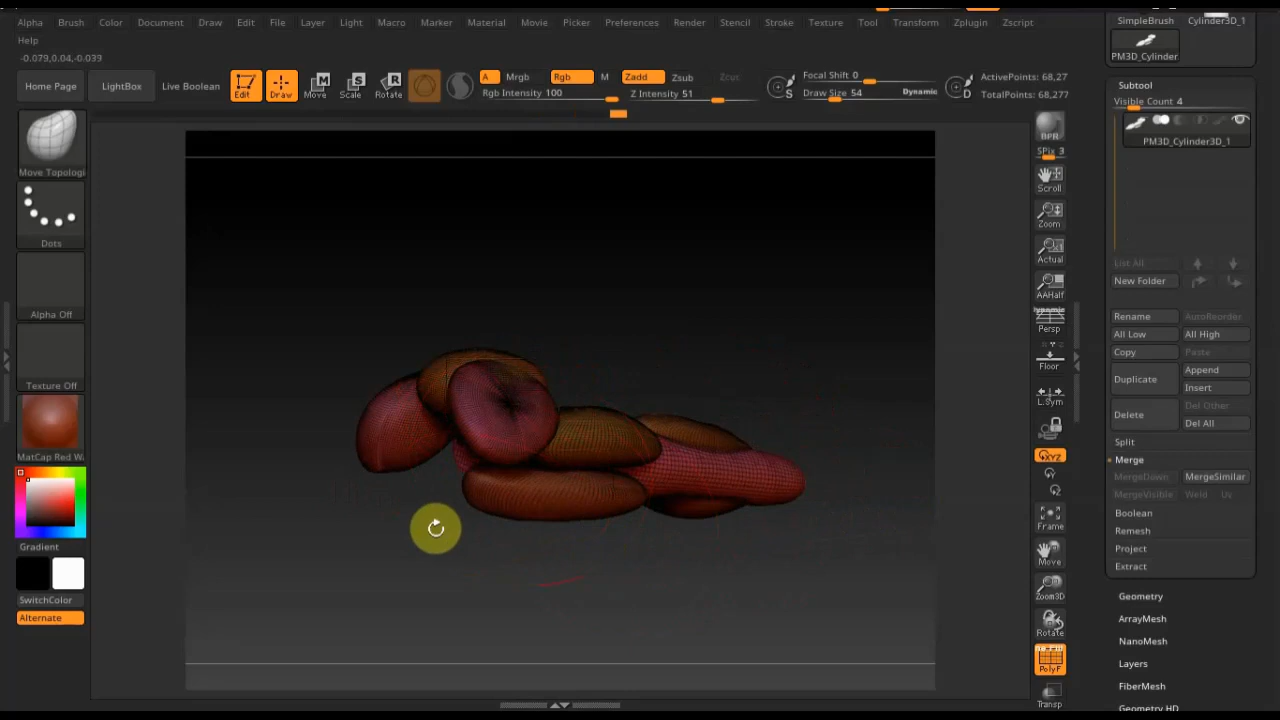 Alpha Brush Color Document Draw Edit File Layer Light Macro Marker Material Movie Picker Preferences Render Stencil Stroke Texture Tool Transform Zplugin Zscript
Help
-0.079,0.04,-0.039
Home Page
LightBox
Live Boolean
Edit
Draw
Move
Scale
Rotate
A
Mrgb
Rgb
M
Rgb Intensity 100
Zadd
Zsub
Zcut
Z Intensity 51
S
Focal Shift 0
Draw Size 54
Dynamic
D
ActivePoints: 68,27
TotalPoints: 68,277
Move Topologi
Dots
Alpha Off
Texture Off
MatCap Red W
Gradient
SwitchColor
Alternate
BPR
SPix 3
Scroll
Zoom
Actual
AAHalf
Dynamic
Persp
Floor
L.Sym
XYZ
Y
Z
Frame
Move
Zoom3D
Rotate
PolyF
Transp
SimpleBrush
Cylinder3D_1
PM3D_Cylinder
Subtool
Visible Count 4
PM3D_Cylinder3D_1
List All
New Folder
Rename
AutoReorder
All Low
All High
Copy
Paste
Duplicate
Append
Insert
Delete
Del Other
Del All
Split
Merge
MergeDown
MergeSimilar
MergeVisible
Weld
Uv
Boolean
Remesh
Project
Extract
Geometry
ArrayMesh
NanoMesh
Layers
FiberMesh
Geometry HD